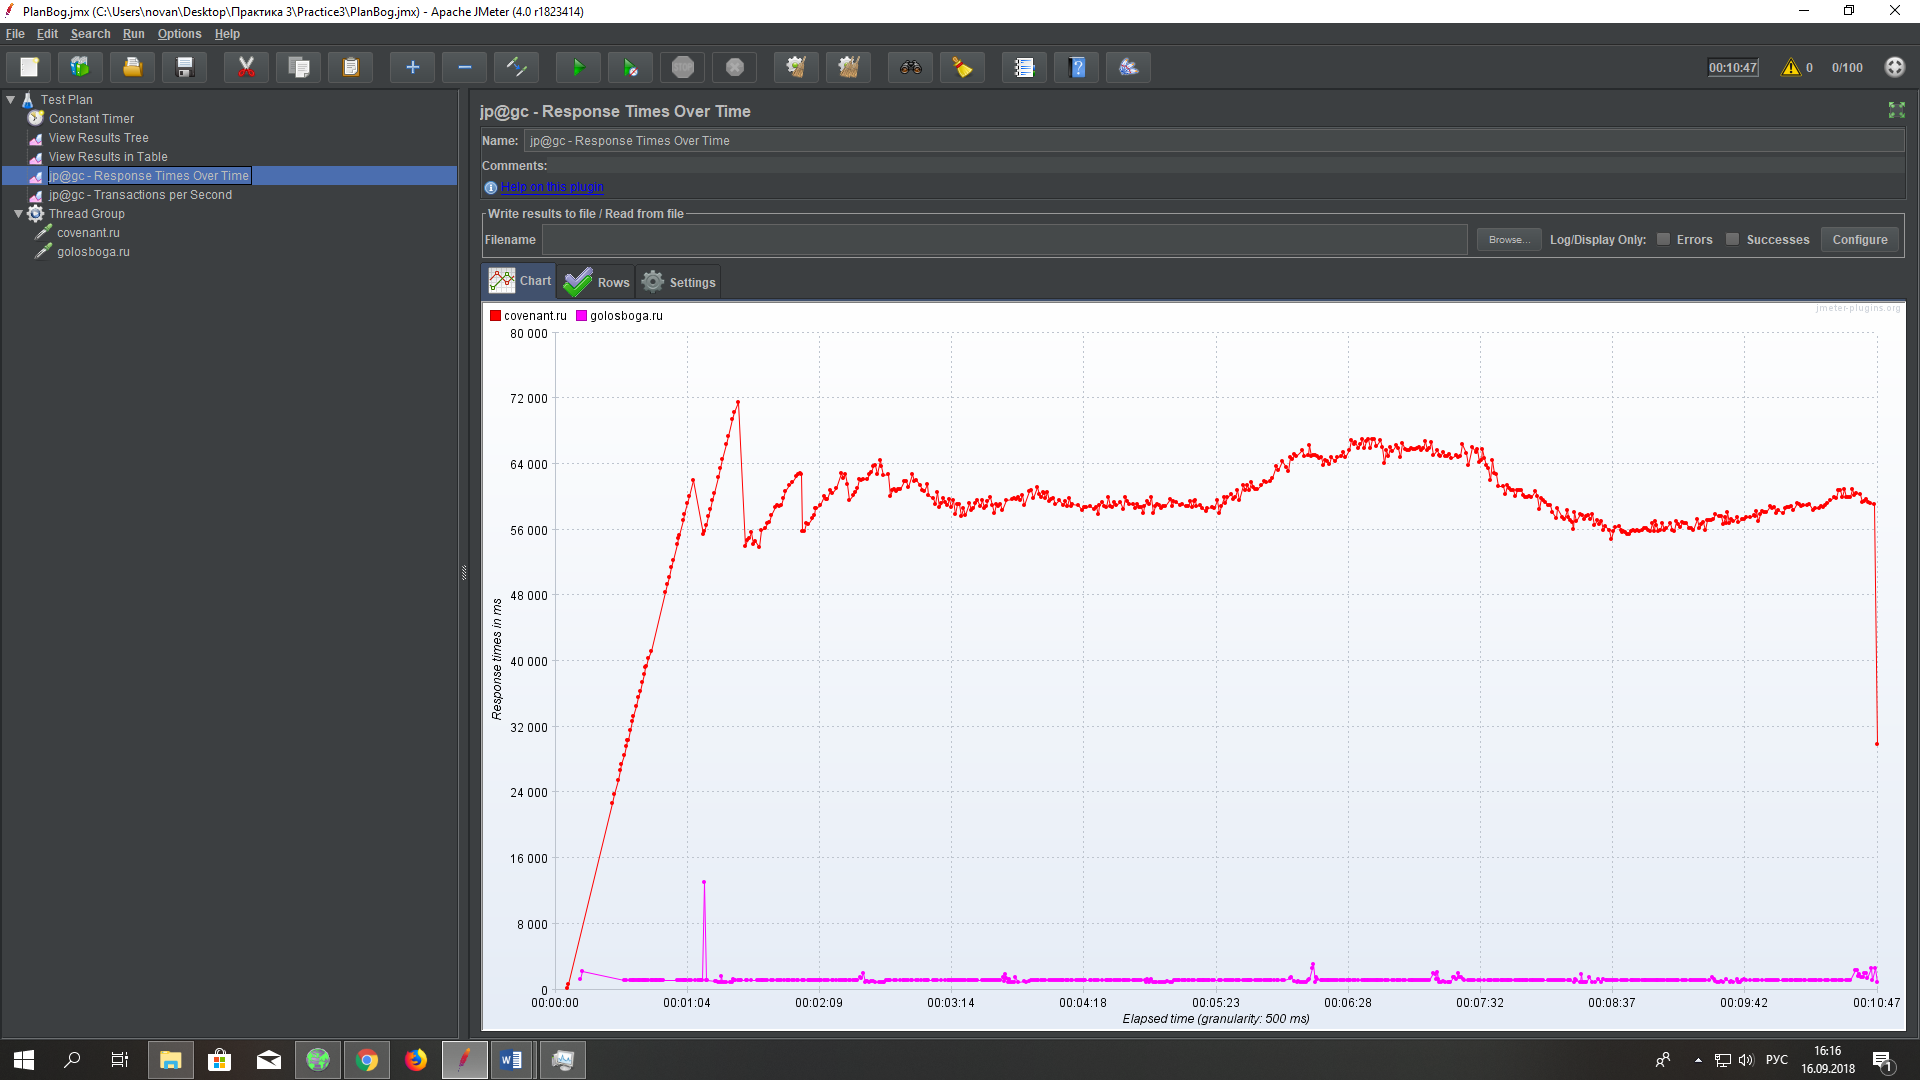 PlanBog.jmx (C:\Users\novan\Desktop\Практика 3\Practice3\PlanBog.jmx) - Apache JMeter (4.0 r1823414)
File Edit Search Run Options Help
STOP
00:10:47 0 0/100
Test Plan
Constant Timer
View Results Tree
View Results in Table
jp@gc - Response Times Over Time
jp@gc - Transactions per Second
Thread Group
covenant.ru
golosboga.ru
jp@gc - Response Times Over Time
Name: jp@gc - Response Times Over Time
Comments:
Help on this plugin
Write results to file / Read from file
Filename Browse... Log/Display Only: Errors Successes Configure
Chart Rows Settings
jmeter-plugins.org
covenant.ru golosboga.ru
80 000
72 000
64 000
56 000
48 000
40 000
32 000
24 000
16 000
8 000
0
Response times in ms
00:00:00 00:01:04 00:02:09 00:03:14 00:04:18 00:05:23 00:06:28 00:07:32 00:08:37 00:09:42 00:10:47
Elapsed time (granularity: 500 ms)
РУС
16:16
16.09.2018
1